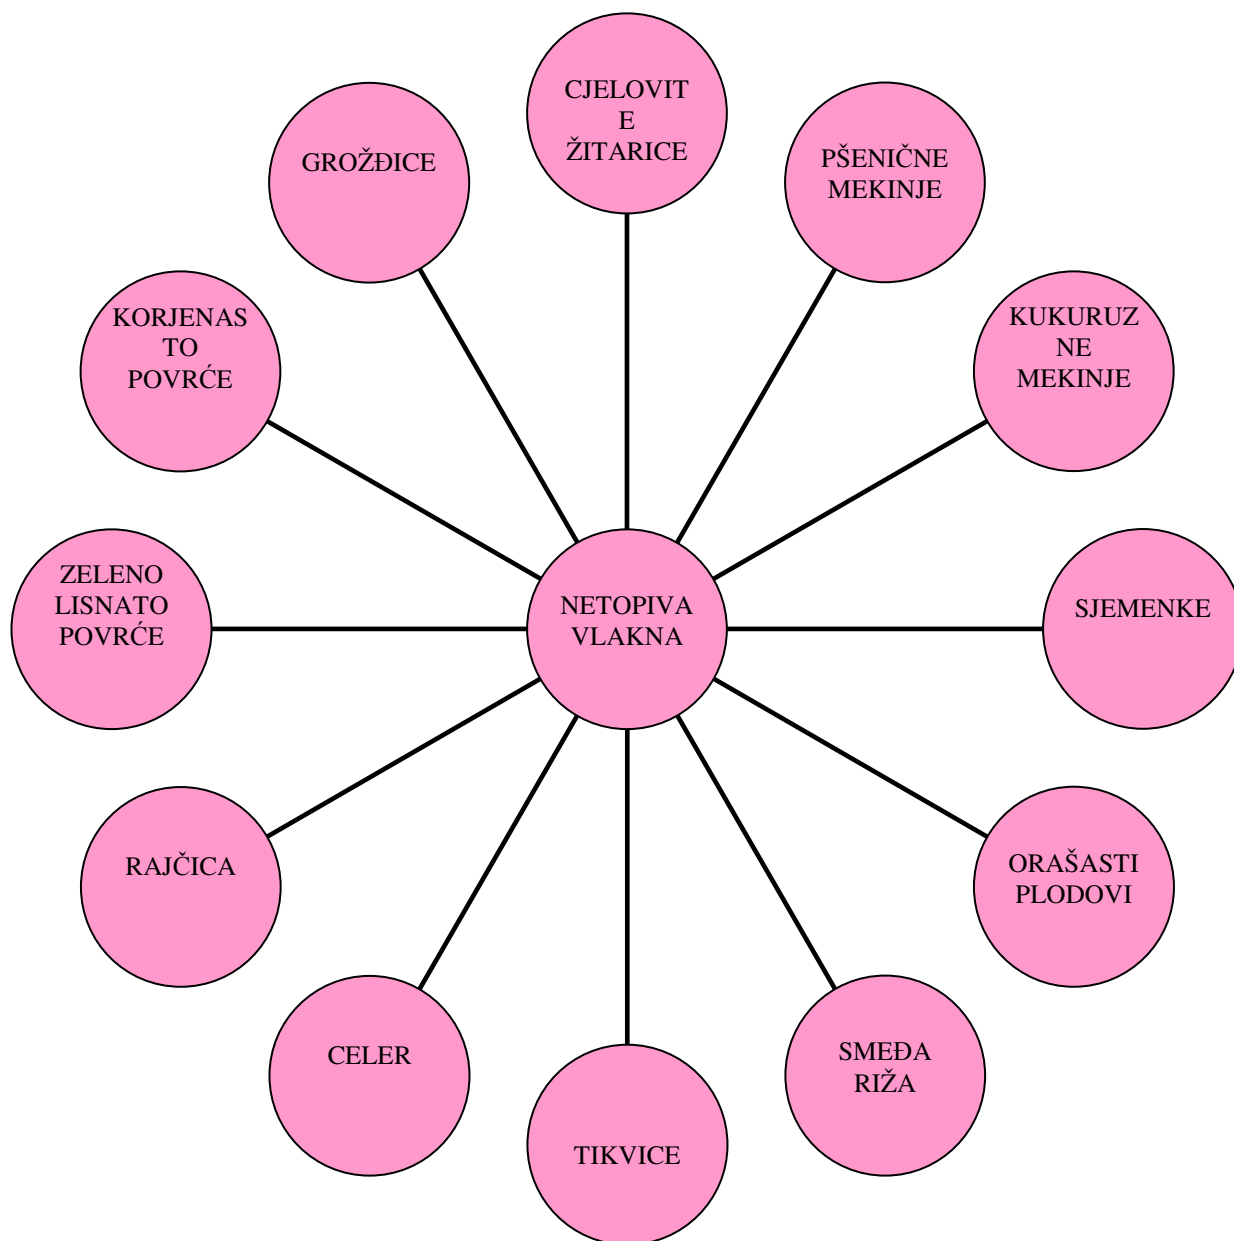 CJELOVIT
E
ŽITARICE
PŠENIČNE
MEKINJE
KUKURUZ
NE
MEKINJE
SJEMENKE
ORAŠASTI
PLODOVI
SMEĐA
RIŽA
TIKVICE
CELER
RAJČICA
ZELENO
LISNATO
POVRĆE
KORJENAS
TO
POVRĆE
GROŽĐICE
NETOPIVA
VLAKNA